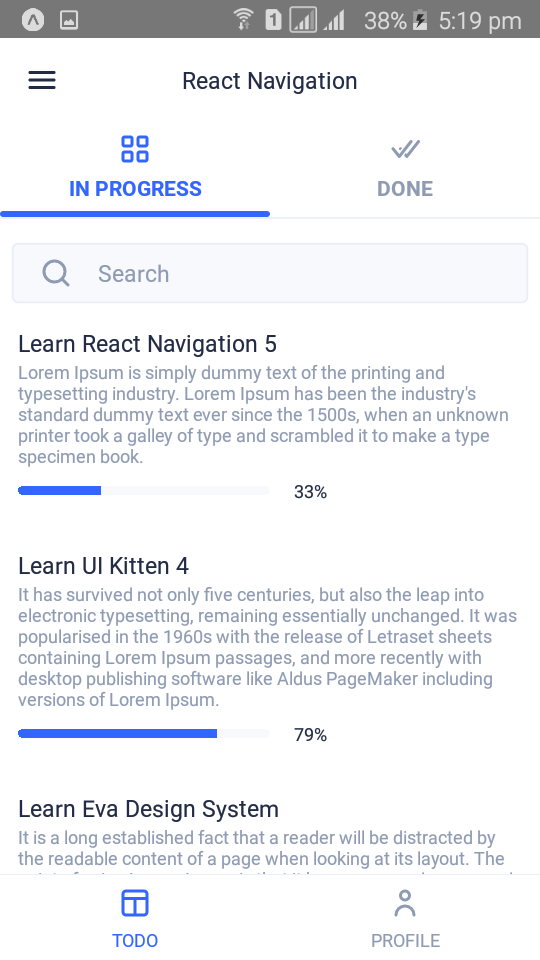 1 38% 5:19 pm
React Navigation
IN PROGRESS DONE
Search
Learn React Navigation 5
Lorem Ipsum is simply dummy text of the printing and
typesetting industry. Lorem Ipsum has been the industry's
standard dummy text ever since the 1500s, when an unknown
printer took a galley of type and scrambled it to make a type
specimen book.
33%
Learn UI Kitten 4
It has survived not only five centuries, but also the leap into
electronic typesetting, remaining essentially unchanged. It was
popularised in the 1960s with the release of Letraset sheets
containing Lorem Ipsum passages, and more recently with
desktop publishing software like Aldus PageMaker including
versions of Lorem Ipsum.
79%
Learn Eva Design System
It is a long established fact that a reader will be distracted by
the readable content of a page when looking at its layout. The
TODO PROFILE